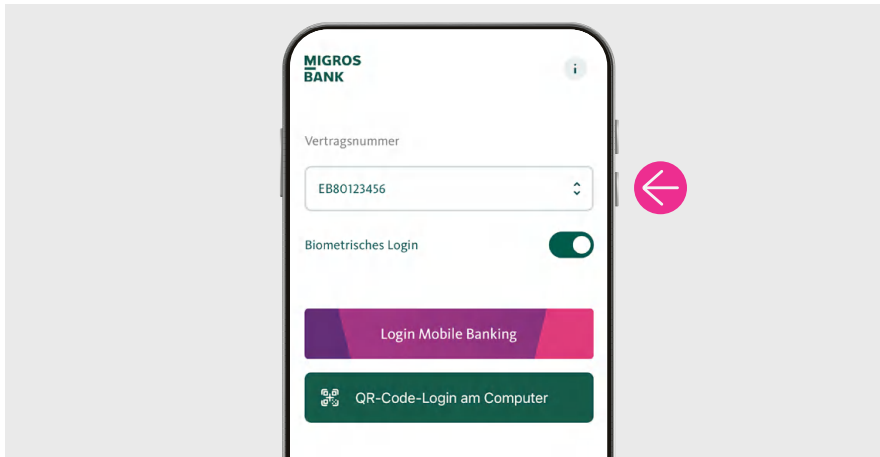 MIGROS
BANK
i
Vertragsnummer
EB80123456
Biometrisches Login
Login Mobile Banking
QR-Code-Login am Computer